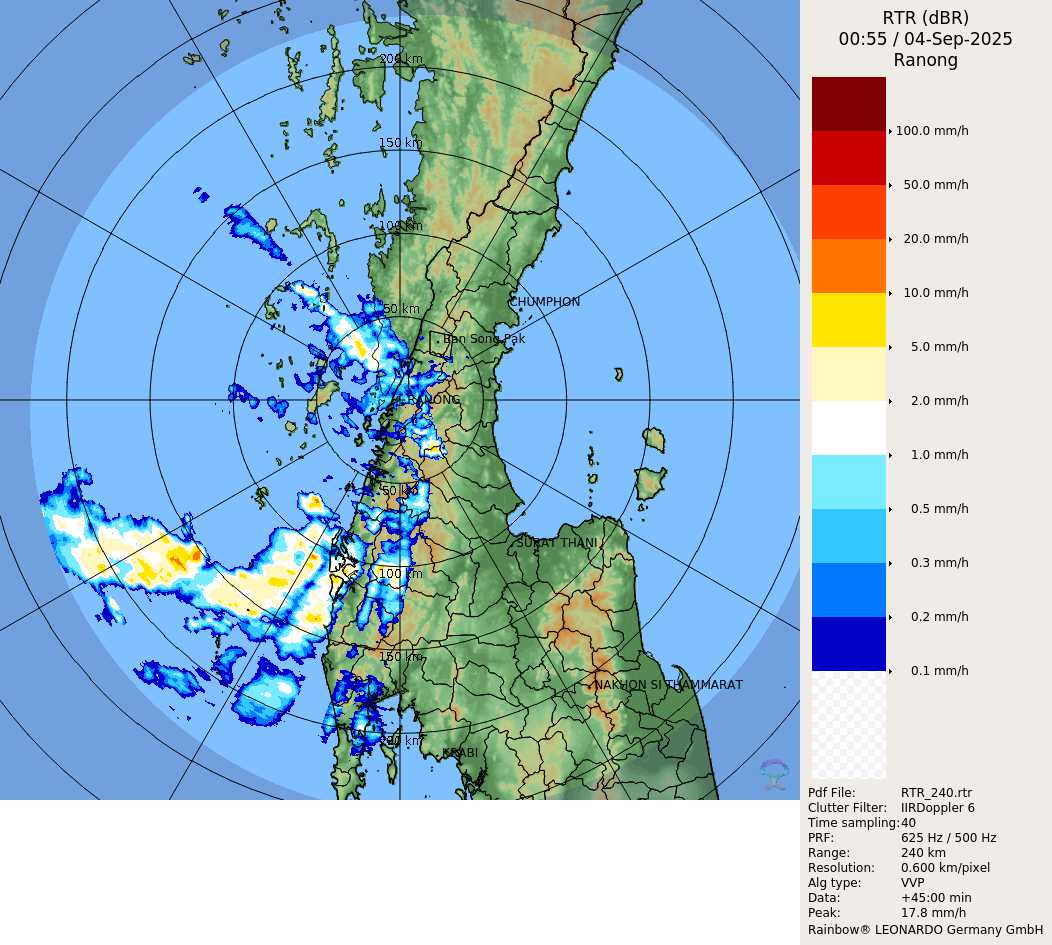 RTR (dBR)
00:55 / 04-Sep-2025
Ranong
100.0 mm/h
50.0 mm/h
20.0 mm/h
10.0 mm/h
5.0 mm/h
2.0 mm/h
1.0 mm/h
0.5 mm/h
0.3 mm/h
0.2 mm/h
0.1 mm/h
Pdf File: RTR_240.rtr
Clutter Filter: IIRDoppler 6
Time sampling: 40
PRF: 625 Hz / 500 Hz
Range: 240 km
Resolution: 0.600 km/pixel
Alg type: VVP
Data: +45:00 min
Peak: 17.8 mm/h
Rainbow® LEONARDO Germany GmbH
200 km
150 km
100 km
CHUMPHON
50 km
Ban Song Pak
RANONG
50 km
SURAT THANI
100 km
150 km
NAKHON SI THAMMARAT
KRABI